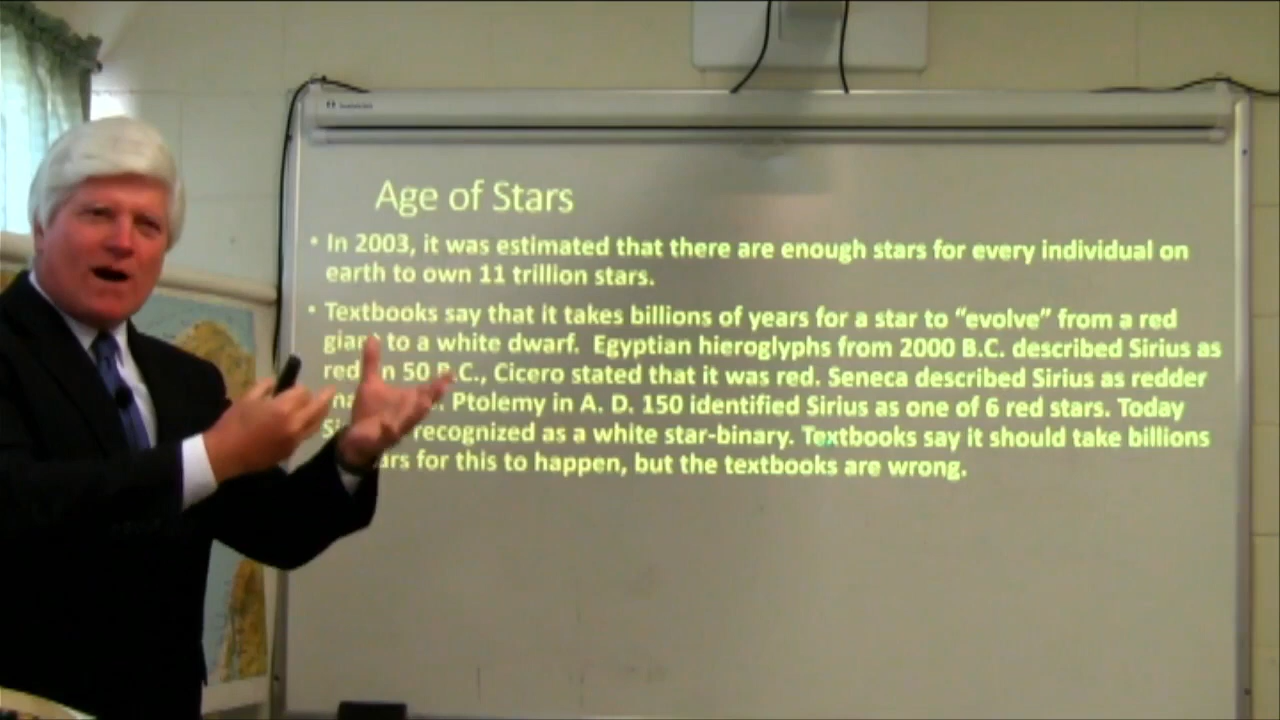 Age of Stars
• In 2003, it was estimated that there are enough stars for every individual on
earth to own 11 trillion stars.
• Textbooks say that it takes billions of years for a star to “evolve” from a red
to a white dwarf. Egyptian hieroglyphs from 2000 B.C. described Sirius as
50 B.C., Cicero stated that it was red. Seneca described Sirius as redder
Ptolemy in A. D. 150 identified Sirius as one of 6 red stars. Today
recognized as a white star-binary. Textbooks say it should take billions
for this to happen, but the textbooks are wrong.